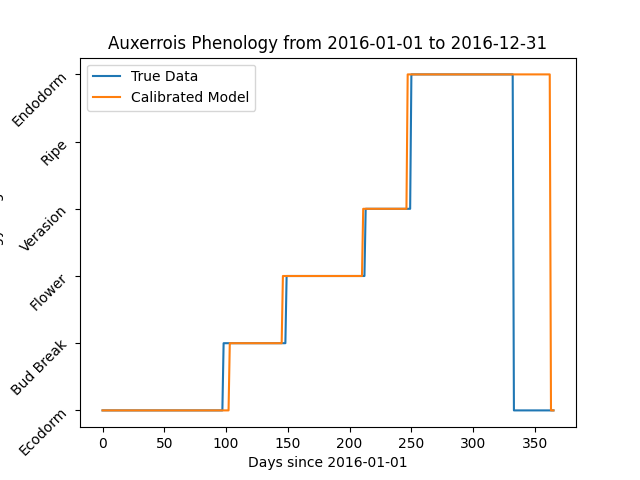 Auxerrois Phenology from 2016-01-01 to 2016-12-31
True Data
Calibrated Model
Endodorm
Ripe
Verasion
Flower
Bud Break
Ecodorm
0 50 100 150 200 250 300 350
Days since 2016-01-01